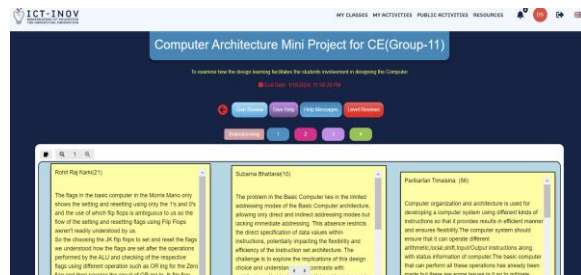 ICT-INOV
MY CLASSES MY ACTIVITIES PUBLIC ACTIVITIES RESOURCES
Computer Architecture Mini Project for CE(Group-11)
To examine how the design learning facilitates the students involvement in designing the Computer
End Date:
Give Review Give Help Help Messages Level Reviews
Brainstorming 1 2 3 4
1
Rohit Raj Karki(21)
The flags in the basic computer in the Morris Mano only
shows the setting and resetting using only the 1's and 0's
and the use of which flip flops is ambiguous to us so the
flow of the setting and resetting flags using Flip Flops
weren't readily understood by us.
So the choosing the JK flip flops to set and reset the flags
we understood how the flags are set after the operations
performed by the ALU and checking of the respective
flags using different operation such as OR ing for the Zero
Subarna Bhattarai(10)
The problem in the Basic Computer lies in the limited
addressing modes of the Basic Computer architecture,
allowing only direct and indirect addressing modes but
lacking immediate addressing. This absence restricts
the direct specification of data values within
instructions, potentially impacting the flexibility and
efficiency of the instruction set architecture. The
challenge is to explore the implications of this design
choice and understand contrasts with
Paribartan Timalsina (56)
Computer organization and architecture is used for
developing a computer system using different kinds of
instructions so that it provides results in efficient manner
and ensures flexibility.The computer system should
ensure that it can operate different
arithmetic,local,shift,Input/Output instructions along
with status information of computer.The basic computer
that can perform all these operations has already been